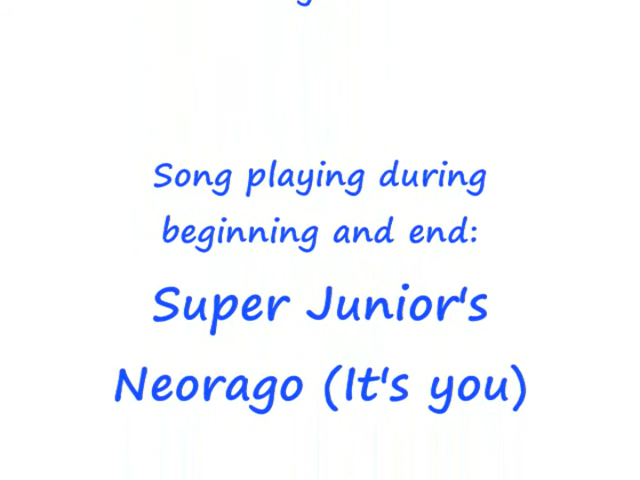 Song playing during
beginning and end:
Super Junior's
Neorago (It's you)